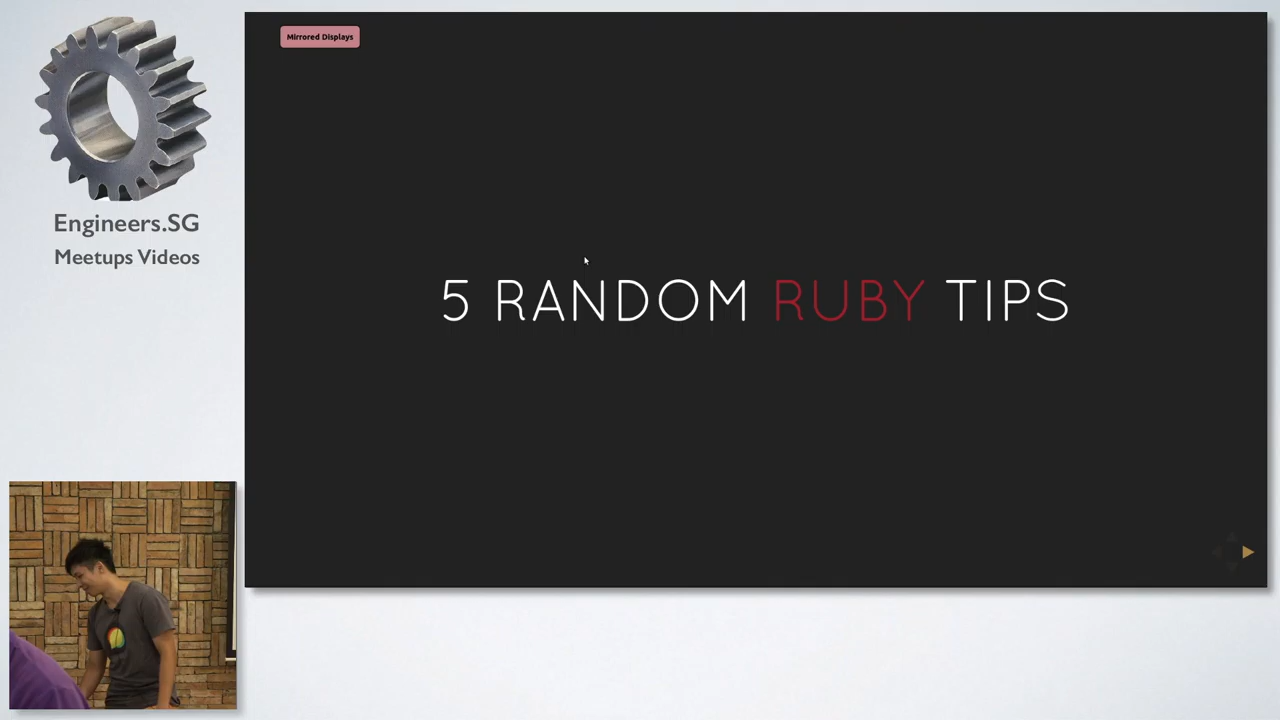 Mirrored Displays
Engineers.SG
Meetups Videos
5 RANDOM RUBY TIPS